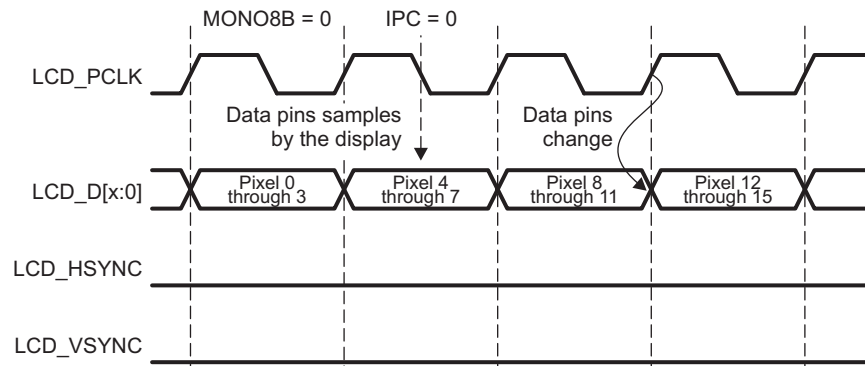 MONO8B = 0
IPC = 0
LCD_PCLK
Data pins samples
by the display
Data pins
change
LCD_D[x:0]
Pixel 0
through 3
Pixel 4
through 7
Pixel 8
through 11
Pixel 12
through 15
LCD_HSYNC
LCD_VSYNC